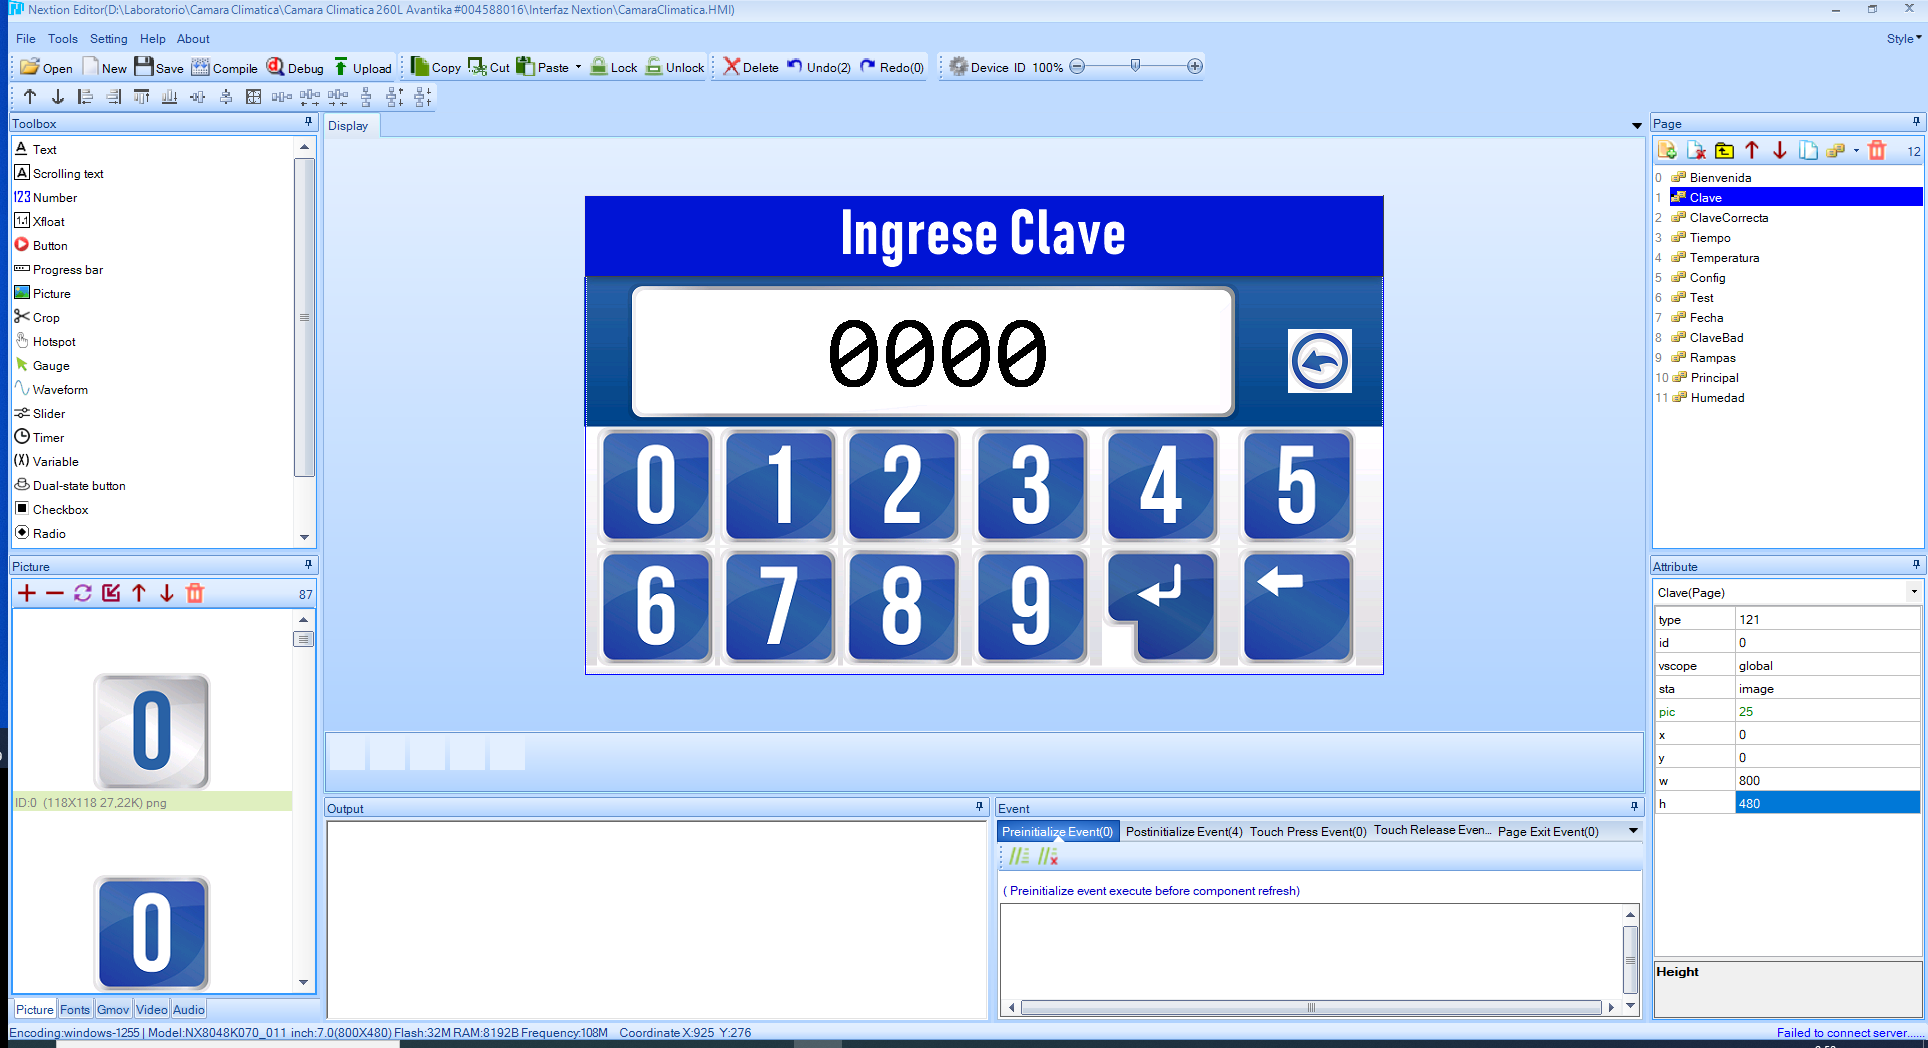 Nextion Editor(D:\Laboratorio\Camara Climatica\Camara Climatica 260L Avantika #004588016\Interfaz Nextion\CamaraClimatica.HMI)
File Tools Setting Help About
Style
Open New Save Compile Debug Upload Copy Cut Paste Lock Unlock Delete Undo(2) Redo(0) Device ID 100%
Toolbox
Text
Scrolling text
123 Number
1.1 Xfloat
Button
Progress bar
Picture
Crop
Hotspot
Gauge
Waveform
Slider
Timer
(X) Variable
Dual-state button
Checkbox
Radio
Picture
87
0
ID:0 (118X118 27,22K) png
0
Picture Fonts Gmov Video Audio
Display
Ingrese Clave
0000
0 1 2 3 4 5
6 7 8 9
Output
Event
Preinitialize Event(0) Postinitialize Event(4) Touch Press Event(0) Touch Release Even... Page Exit Event(0)
( Preinitialize event execute before component refresh)
Page
12
0 Bienvenida
1 Clave
2 ClaveCorrecta
3 Tiempo
4 Temperatura
5 Config
6 Test
7 Fecha
8 ClaveBad
9 Rampas
10 Principal
11 Humedad
Attribute
Clave(Page)
type 121
id 0
vscope global
sta image
pic 25
x 0
y 0
w 800
h 480
Height
Encoding:windows-1255 | Model:NX8048K070_011 inch:7.0(800X480) Flash:32M RAM:8192B Frequency:108M Coordinate X:925 Y:276
Failed to connect server......